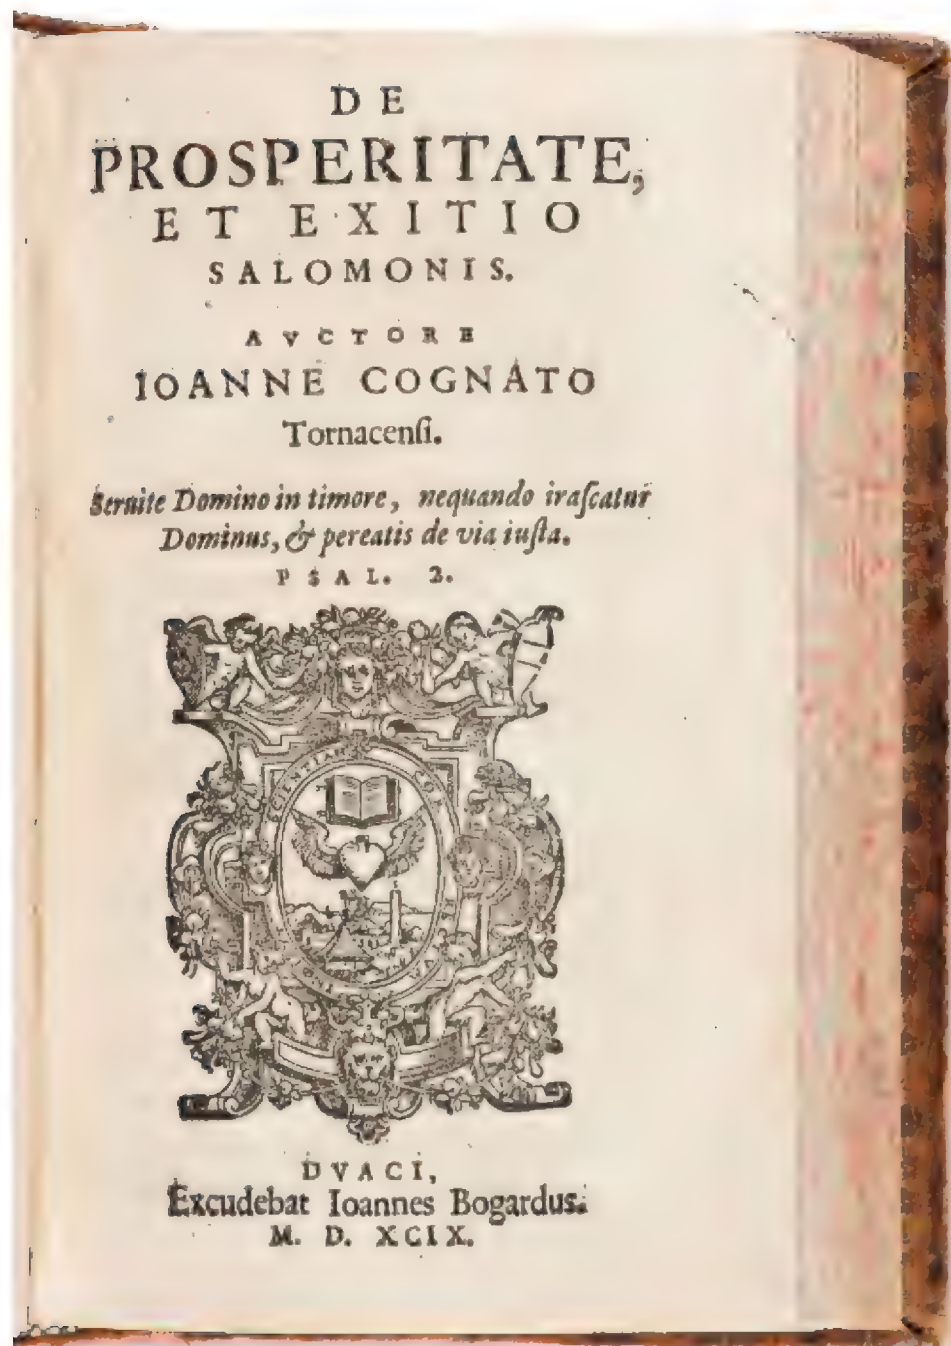 DE
PROSPERITATE,
ET EXITIO
SALOMONIS.
AVCTORE
IOANNE COGNATO
Tornacenſi.
Seruite Domino in timore, nequando iraſcatur
Dominus, & pereatis de via iuſta.
PSAL. 2.
DVACI,
Excudebat Ioannes Bogardus.
M. D. XCIX.